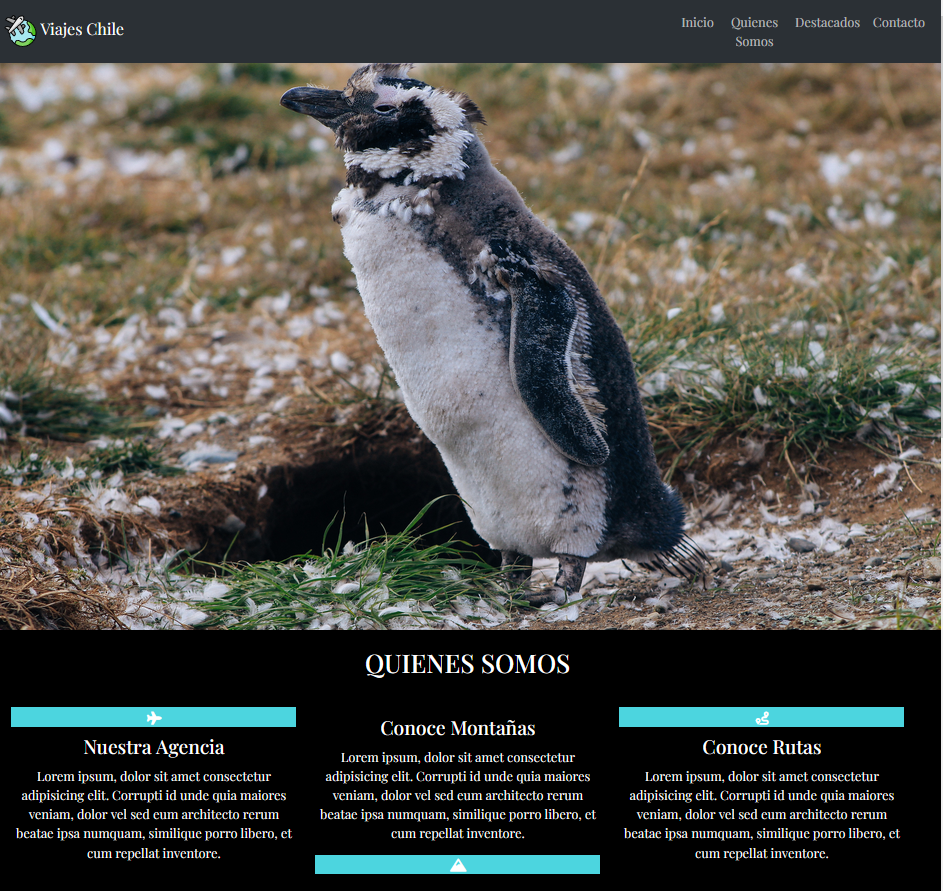 Viajes Chile
Inicio
Quienes
Somos
Destacados
Contacto
QUIENES SOMOS
Nuestra Agencia
Lorem ipsum, dolor sit amet consectetur
adipisicing elit. Corrupti id unde quia maiores
veniam, dolor vel sed eum architecto rerum
beatae ipsa numquam, similique porro libero, et
cum repellat inventore.
Conoce Montañas
Lorem ipsum, dolor sit amet consectetur
adipisicing elit. Corrupti id unde quia maiores
veniam, dolor vel sed eum architecto rerum
beatae ipsa numquam, similique porro libero, et
cum repellat inventore.
Conoce Rutas
Lorem ipsum, dolor sit amet consectetur
adipisicing elit. Corrupti id unde quia maiores
veniam, dolor vel sed eum architecto rerum
beatae ipsa numquam, similique porro libero, et
cum repellat inventore.